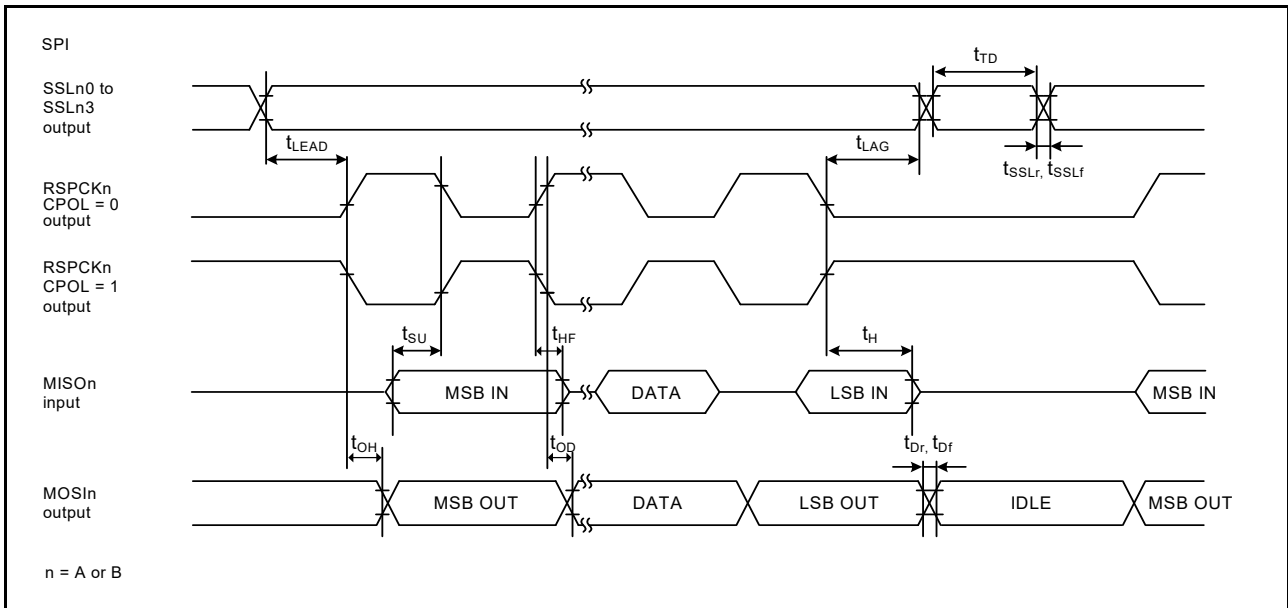 SPI
tTD
SSLn0 to
SSLn3
output
tLEAD
tLAG
tSSLr, tSSLf
RSPCKn
CPOL = 0
output
RSPCKn
CPOL = 1
output
tSU
tHF
tH
MISOn
input
MSB IN
DATA
LSB IN
MSB IN
tOH
tOD
tDr, tDf
MOSIn
output
MSB OUT
DATA
LSB OUT
IDLE
MSB OUT
n = A or B